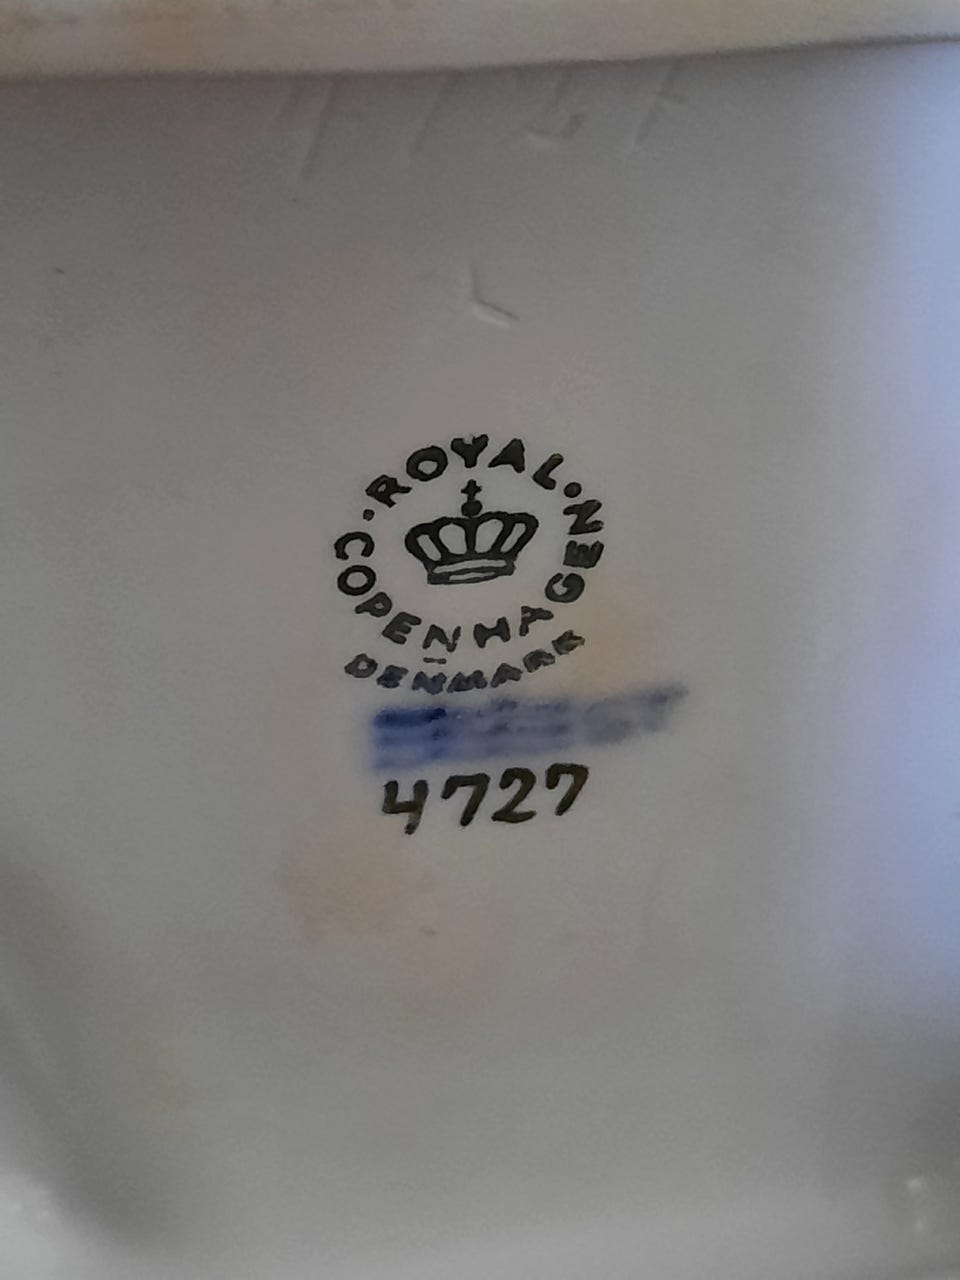 ROYAL
COPENHAGEN
DENMARK
4727